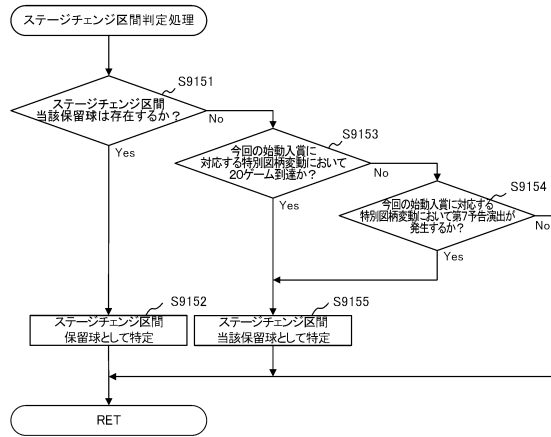 ステージチェンジ区間判定処理
S9151
ステージチェンジ区間
当該保留球は存在するか？
No
Yes
S9153
今回の始動入賞に
対応する特別図柄変動において
20ゲーム到達か？
No
Yes
S9154
今回の始動入賞に対応する
特別図柄変動において第7予告演出が
発生するか？
No
Yes
S9152
ステージチェンジ区間
保留球として特定
S9155
ステージチェンジ区間
当該保留球として特定
RET